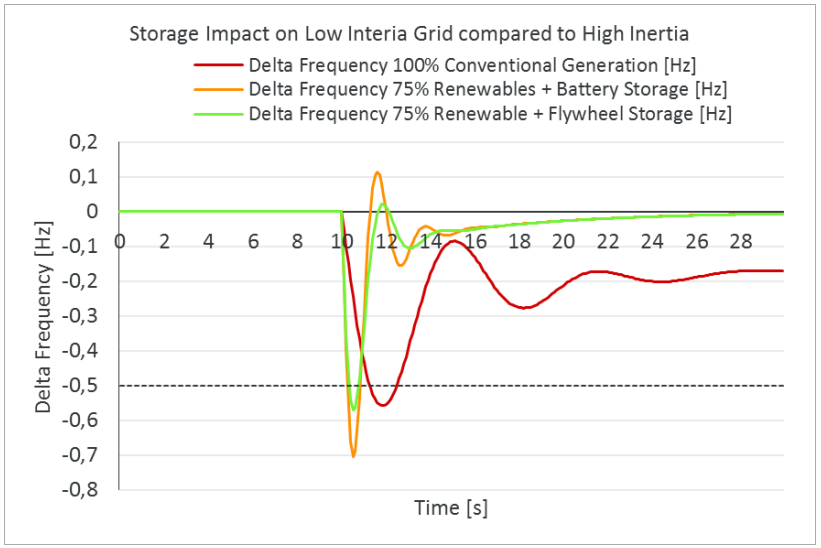 Storage Impact on Low Interia Grid compared to High Inertia
Delta Frequency 100% Conventional Generation [Hz]
Delta Frequency 75% Renewables + Battery Storage [Hz]
Delta Frequency 75% Renewable + Flywheel Storage [Hz]
Delta Frequency [Hz]
0,2
0,1
0
-0,1
-0,2
-0,3
-0,4
-0,5
-0,6
-0,7
-0,8
0 2 4 6 8 10 12 14 16 18 20 22 24 26 28
Time [s]